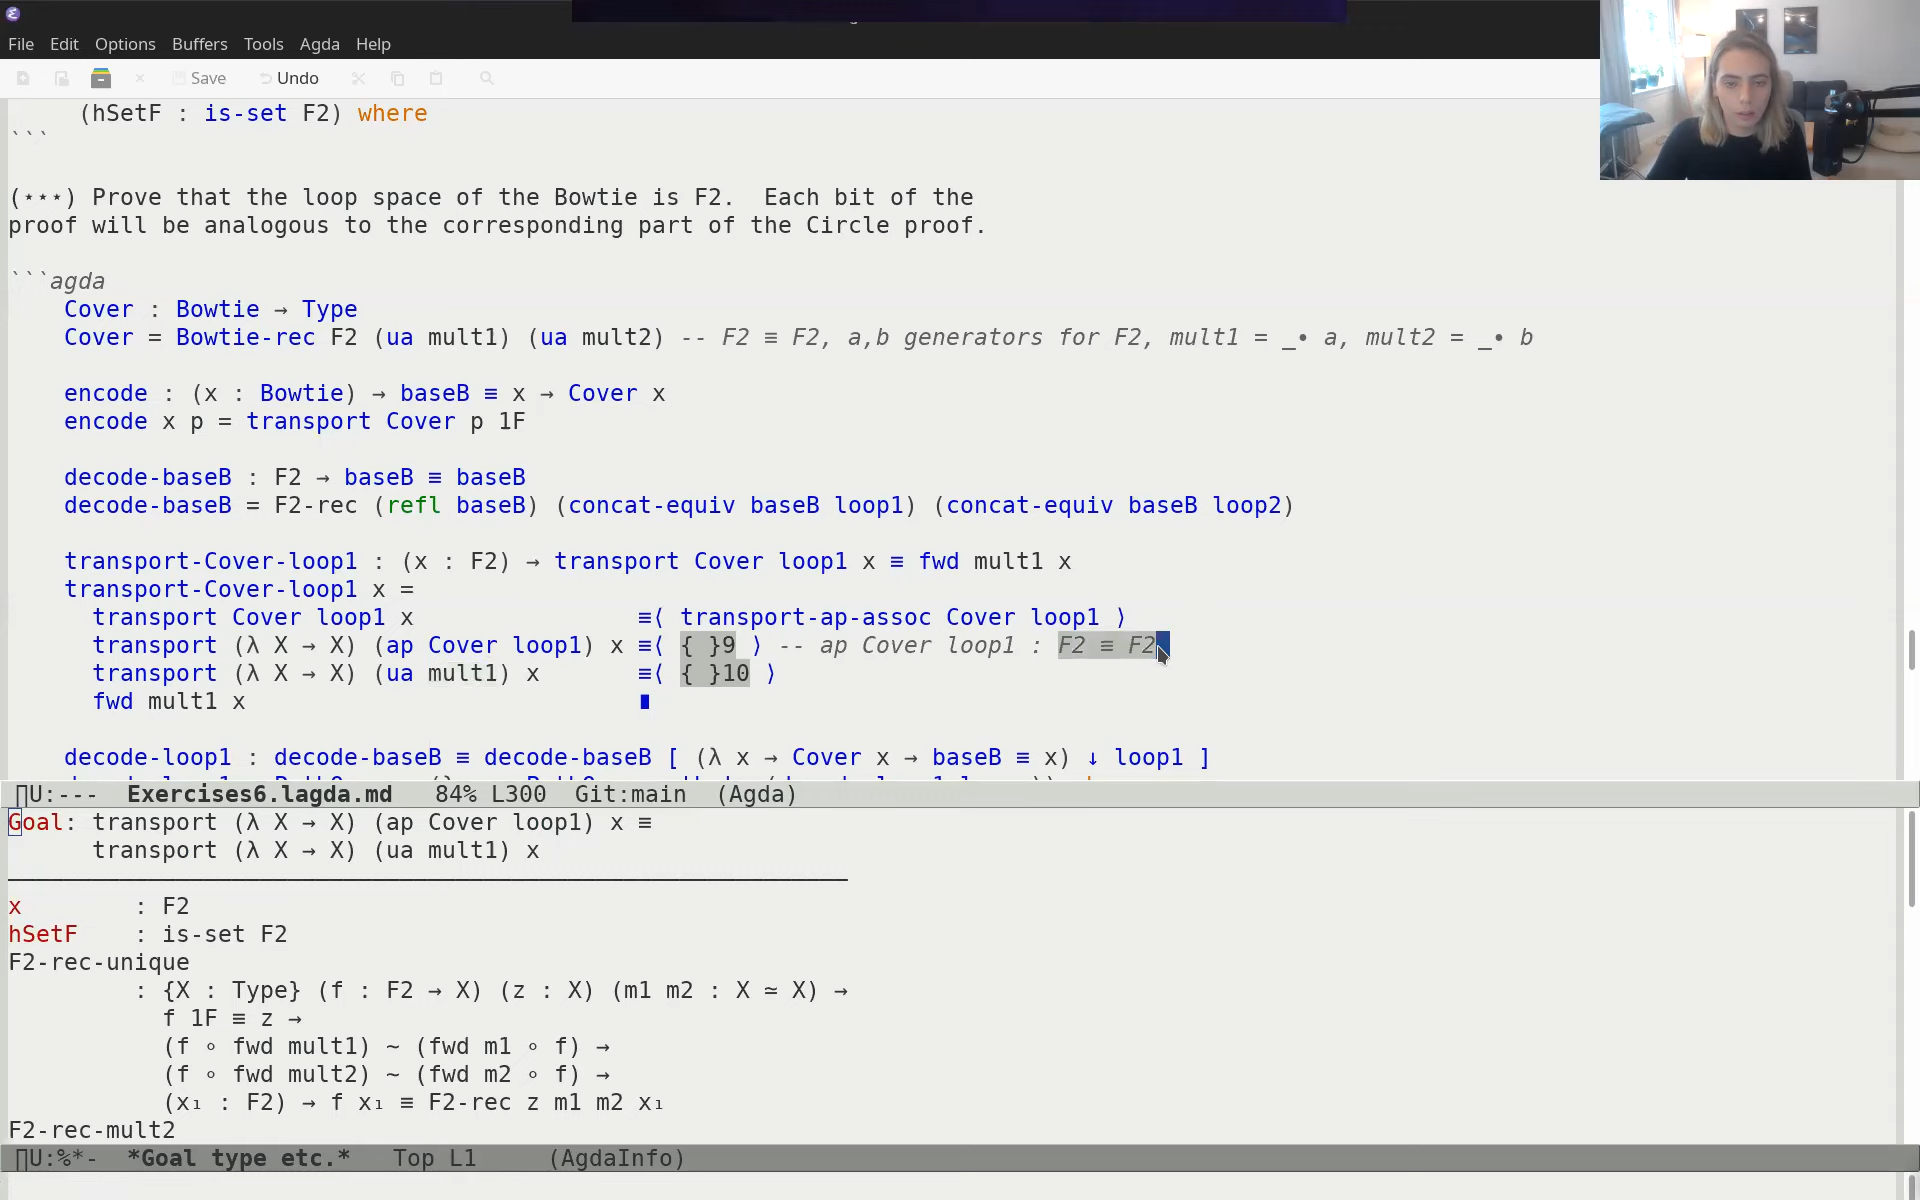 File Edit Options Buffers Tools Agda Help
Save Undo
(hSetF : is-set F2) where
```
(⋆⋆⋆) Prove that the loop space of the Bowtie is F2.  Each bit of the
proof will be analogous to the corresponding part of the Circle proof.
```agda
Cover : Bowtie → Type
Cover = Bowtie-rec F2 (ua mult1) (ua mult2) -- F2 ≡ F2, a,b generators for F2, mult1 = _∙ a, mult2 = _∙ b
encode : (x : Bowtie) → baseB ≡ x → Cover x
encode x p = transport Cover p 1F
decode-baseB : F2 → baseB ≡ baseB
decode-baseB = F2-rec (refl baseB) (concat-equiv baseB loop1) (concat-equiv baseB loop2)
transport-Cover-loop1 : (x : F2) → transport Cover loop1 x ≡ fwd mult1 x
transport-Cover-loop1 x =
transport Cover loop1 x ≡⟨ transport-ap-assoc Cover loop1 ⟩
transport (λ X → X) (ap Cover loop1) x ≡⟨ { }9 ⟩ -- ap Cover loop1 : F2 ≡ F2
transport (λ X → X) (ua mult1) x ≡⟨ { }10 ⟩
fwd mult1 x ∎
decode-loop1 : decode-baseB ≡ decode-baseB [ (λ x → Cover x → baseB ≡ x) ↓ loop1 ]
U:--- Exercises6.lagda.md 84% L300 Git:main (Agda)
Goal: transport (λ X → X) (ap Cover loop1) x ≡
transport (λ X → X) (ua mult1) x
x : F2
hSetF : is-set F2
F2-rec-unique
: {X : Type} (f : F2 → X) (z : X) (m1 m2 : X ≃ X) →
f 1F ≡ z →
(f ∘ fwd mult1) ∼ (fwd m1 ∘ f) →
(f ∘ fwd mult2) ∼ (fwd m2 ∘ f) →
(x₁ : F2) → f x₁ ≡ F2-rec z m1 m2 x₁
F2-rec-mult2
U:%*- *Goal type etc.* Top L1 (AgdaInfo)